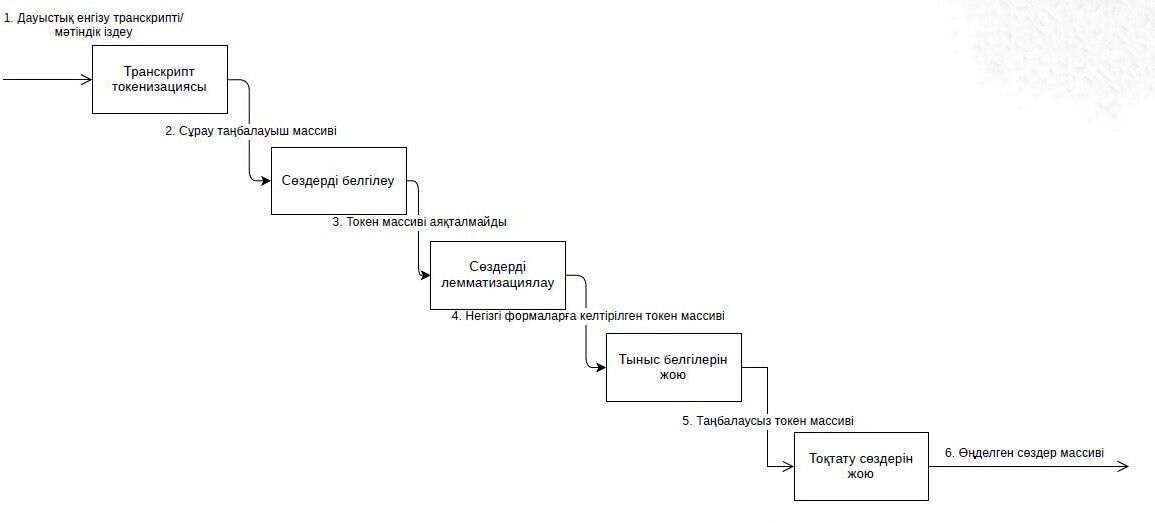 1. Дауыстық енгізу транскрипті/
мәтіндік іздеу
Транскрипт
токенизациясы
2. Сұрау таңбалауыш массиві
Сөздерді белгілеу
3. Токен массиві аяқталмайды
Сөздерді
лемматизациялау
4. Негізгі формаларға келтірілген токен массиві
Тыныс белгілерін
жою
5. Таңбалаусыз токен массиві
Тоқтату сөздерін
жою
6. Өңделген сөздер массиві